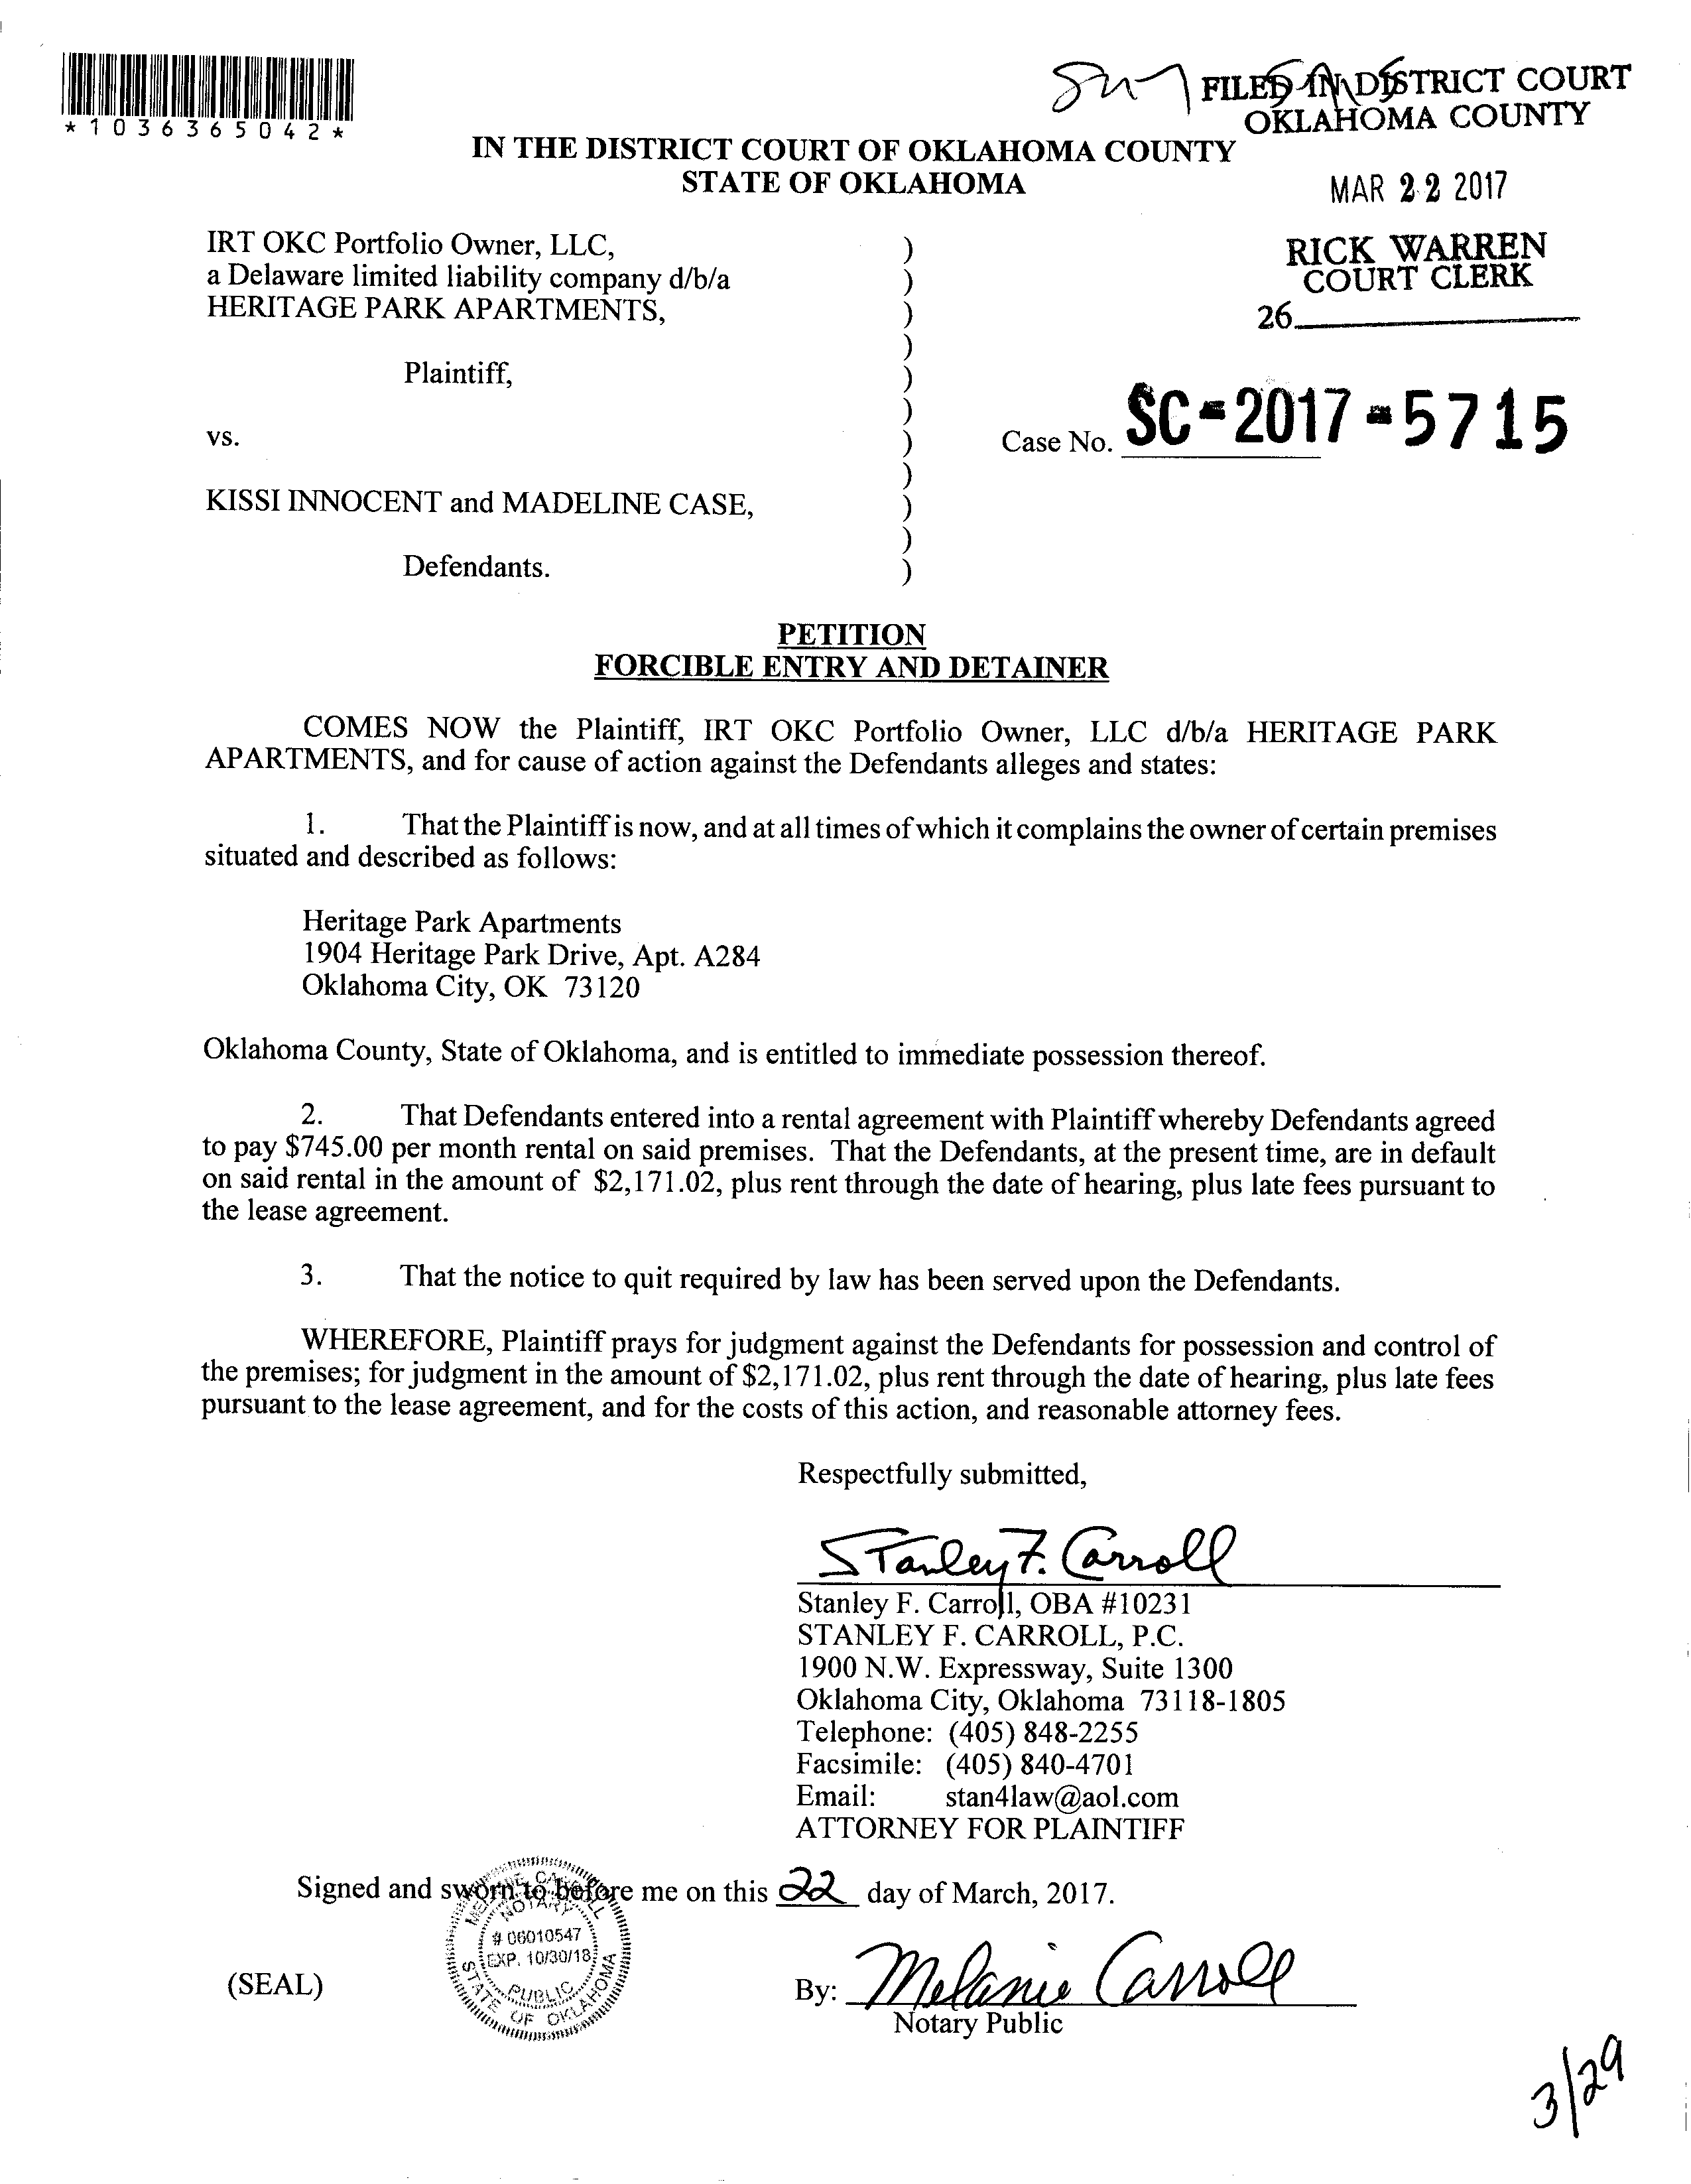 *1036365042*
FILED IN DISTRICT COURT
OKLAHOMA COUNTY
IN THE DISTRICT COURT OF OKLAHOMA COUNTY
STATE OF OKLAHOMA
MAR 22 2017
RICK WARREN
COURT CLERK
26
IRT OKC Portfolio Owner, LLC, )
a Delaware limited liability company d/b/a )
HERITAGE PARK APARTMENTS, )
)
Plaintiff, )
)
vs. ) Case No. SC-2017-5715
)
KISSI INNOCENT and MADELINE CASE, )
)
Defendants. )
PETITION
FORCIBLE ENTRY AND DETAINER
COMES NOW the Plaintiff, IRT OKC Portfolio Owner, LLC d/b/a HERITAGE PARK
APARTMENTS, and for cause of action against the Defendants alleges and states:
1. That the Plaintiff is now, and at all times of which it complains the owner of certain premises
situated and described as follows:
Heritage Park Apartments
1904 Heritage Park Drive, Apt. A284
Oklahoma City, OK 73120
Oklahoma County, State of Oklahoma, and is entitled to immediate possession thereof.
2. That Defendants entered into a rental agreement with Plaintiff whereby Defendants agreed
to pay $745.00 per month rental on said premises. That the Defendants, at the present time, are in default
on said rental in the amount of $2,171.02, plus rent through the date of hearing, plus late fees pursuant to
the lease agreement.
3. That the notice to quit required by law has been served upon the Defendants.
WHEREFORE, Plaintiff prays for judgment against the Defendants for possession and control of
the premises; for judgment in the amount of $2,171.02, plus rent through the date of hearing, plus late fees
pursuant to the lease agreement, and for the costs of this action, and reasonable attorney fees.
Respectfully submitted,
Stanley F. Carroll
Stanley F. Carroll, OBA #10231
STANLEY F. CARROLL, P.C.
1900 N.W. Expressway, Suite 1300
Oklahoma City, Oklahoma 73118-1805
Telephone: (405) 848-2255
Facsimile: (405) 840-4701
Email: stan4law@aol.com
ATTORNEY FOR PLAINTIFF
Signed and sworn to before me on this 22 day of March, 2017.
NOTARY
# 06010547
EXP. 10/30/18
PUBLIC
STATE OF OKLAHOMA
(SEAL)
By: Melanie Carroll
Notary Public
3/29